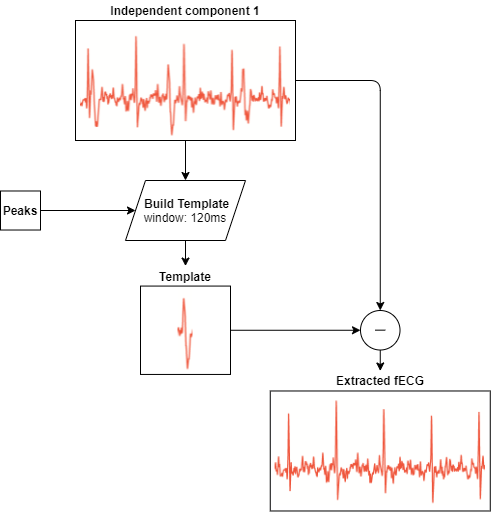 Independent component 1
Build Template
window: 120ms
Peaks
Template
−
Extracted fECG